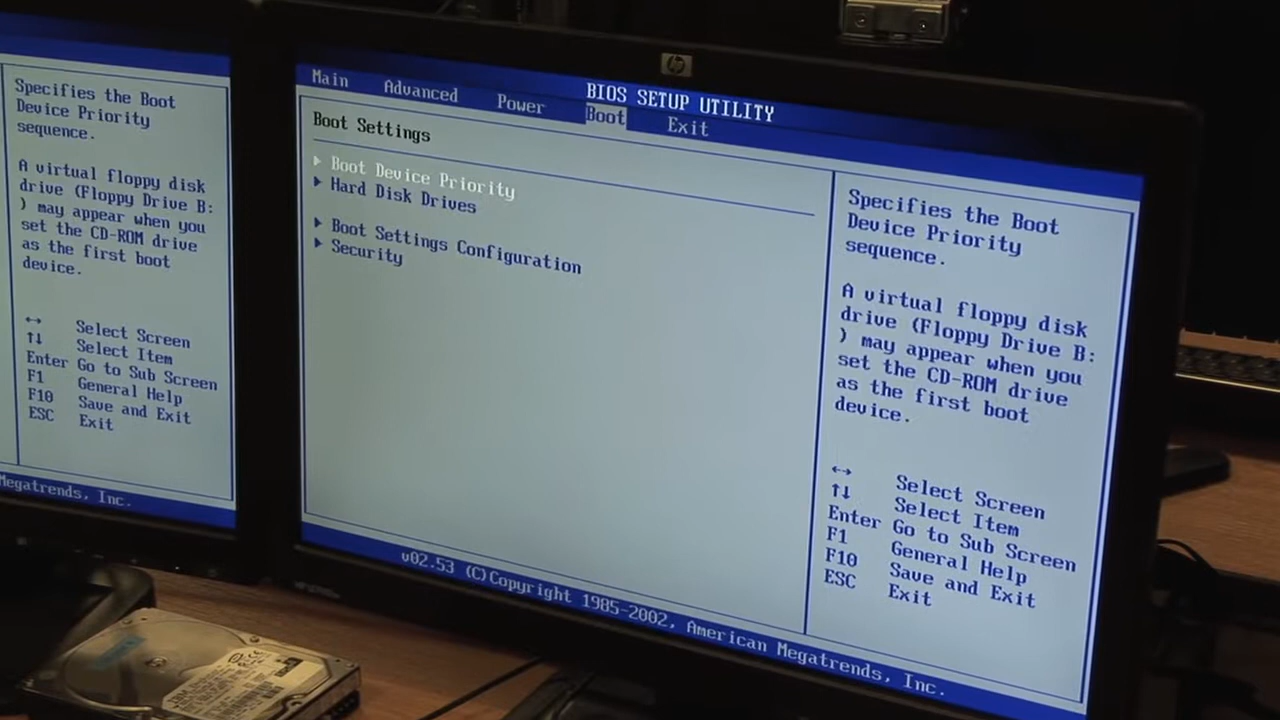 Specifies the Boot
Device Priority
sequence.
A virtual floppy disk
drive (Floppy Drive B:
) may appear when you
set the CD-ROM drive
as the first boot
device.
↔ Select Screen
↑↓ Select Item
Enter Go to Sub Screen
F1 General Help
F10 Save and Exit
ESC Exit
Megatrends, Inc.
hp
BIOS SETUP UTILITY
Main Advanced Power Boot Exit
Boot Settings
Boot Device Priority
Hard Disk Drives
Boot Settings Configuration
Security
Specifies the Boot
Device Priority
sequence.
A virtual floppy disk
drive (Floppy Drive B:
) may appear when you
set the CD-ROM drive
as the first boot
device.
↔ Select Screen
↑↓ Select Item
Enter Go to Sub Screen
F1 General Help
F10 Save and Exit
ESC Exit
v02.53 (C)Copyright 1985-2002, American Megatrends, Inc.